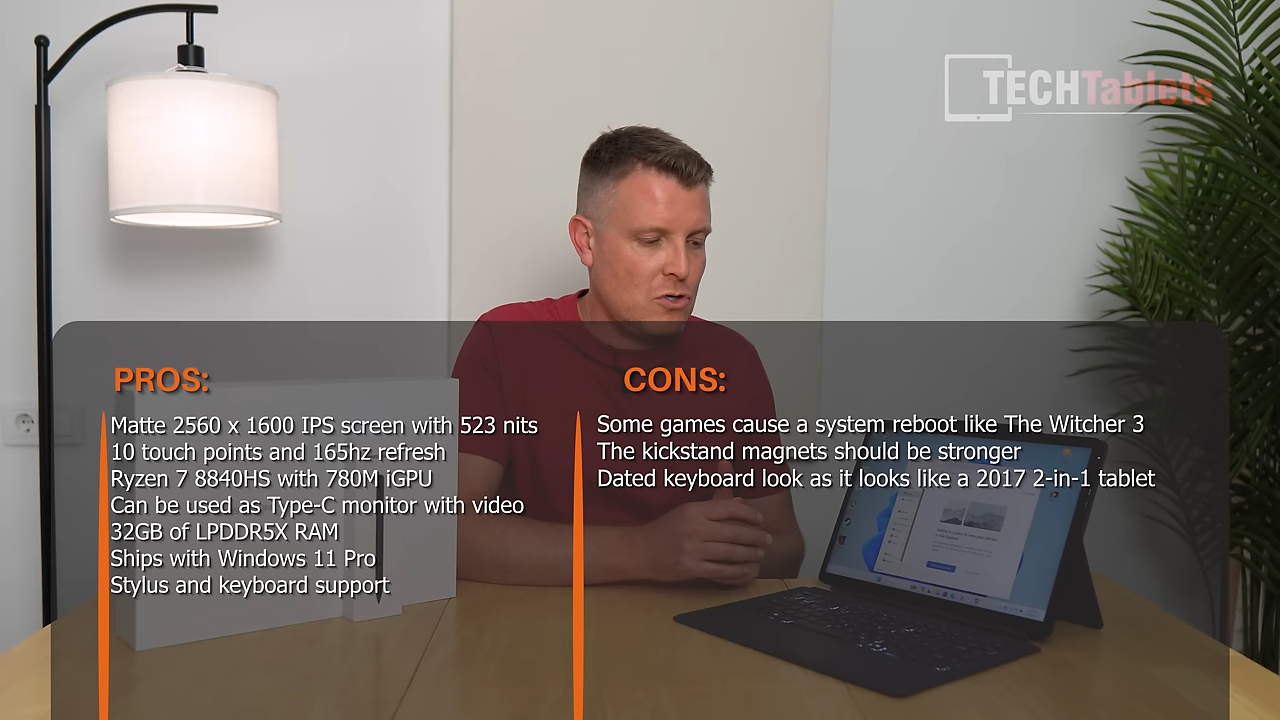 TECHTablets
PROS:
Matte 2560 x 1600 IPS screen with 523 nits
10 touch points and 165hz refresh
Ryzen 7 8840HS with 780M iGPU
Can be used as Type-C monitor with video
32GB of LPDDR5X RAM
Ships with Windows 11 Pro
Stylus and keyboard support
CONS:
Some games cause a system reboot like The Witcher 3
The kickstand magnets should be stronger
Dated keyboard look as it looks like a 2017 2-in-1 tablet